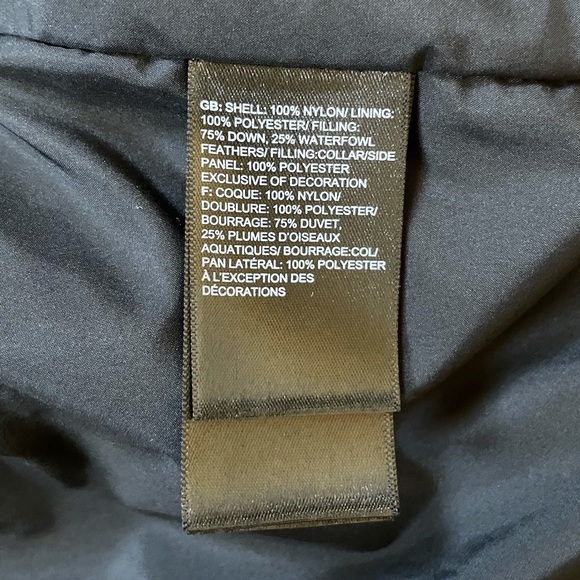 GB: SHELL: 100% NYLON/ LINING:
100% POLYESTER/ FILLING:
75% DOWN, 25% WATERFOWL
FEATHERS/ FILLING:COLLAR/SIDE
PANEL: 100% POLYESTER
EXCLUSIVE OF DECORATION
F: COQUE: 100% NYLON/
DOUBLURE: 100% POLYESTER/
BOURRAGE: 75% DUVET,
25% PLUMES D'OISEAUX
AQUATIQUES/ BOURRAGE:COL/
PAN LATÉRAL: 100% POLYESTER
À L'EXCEPTION DES
DÉCORATIONS